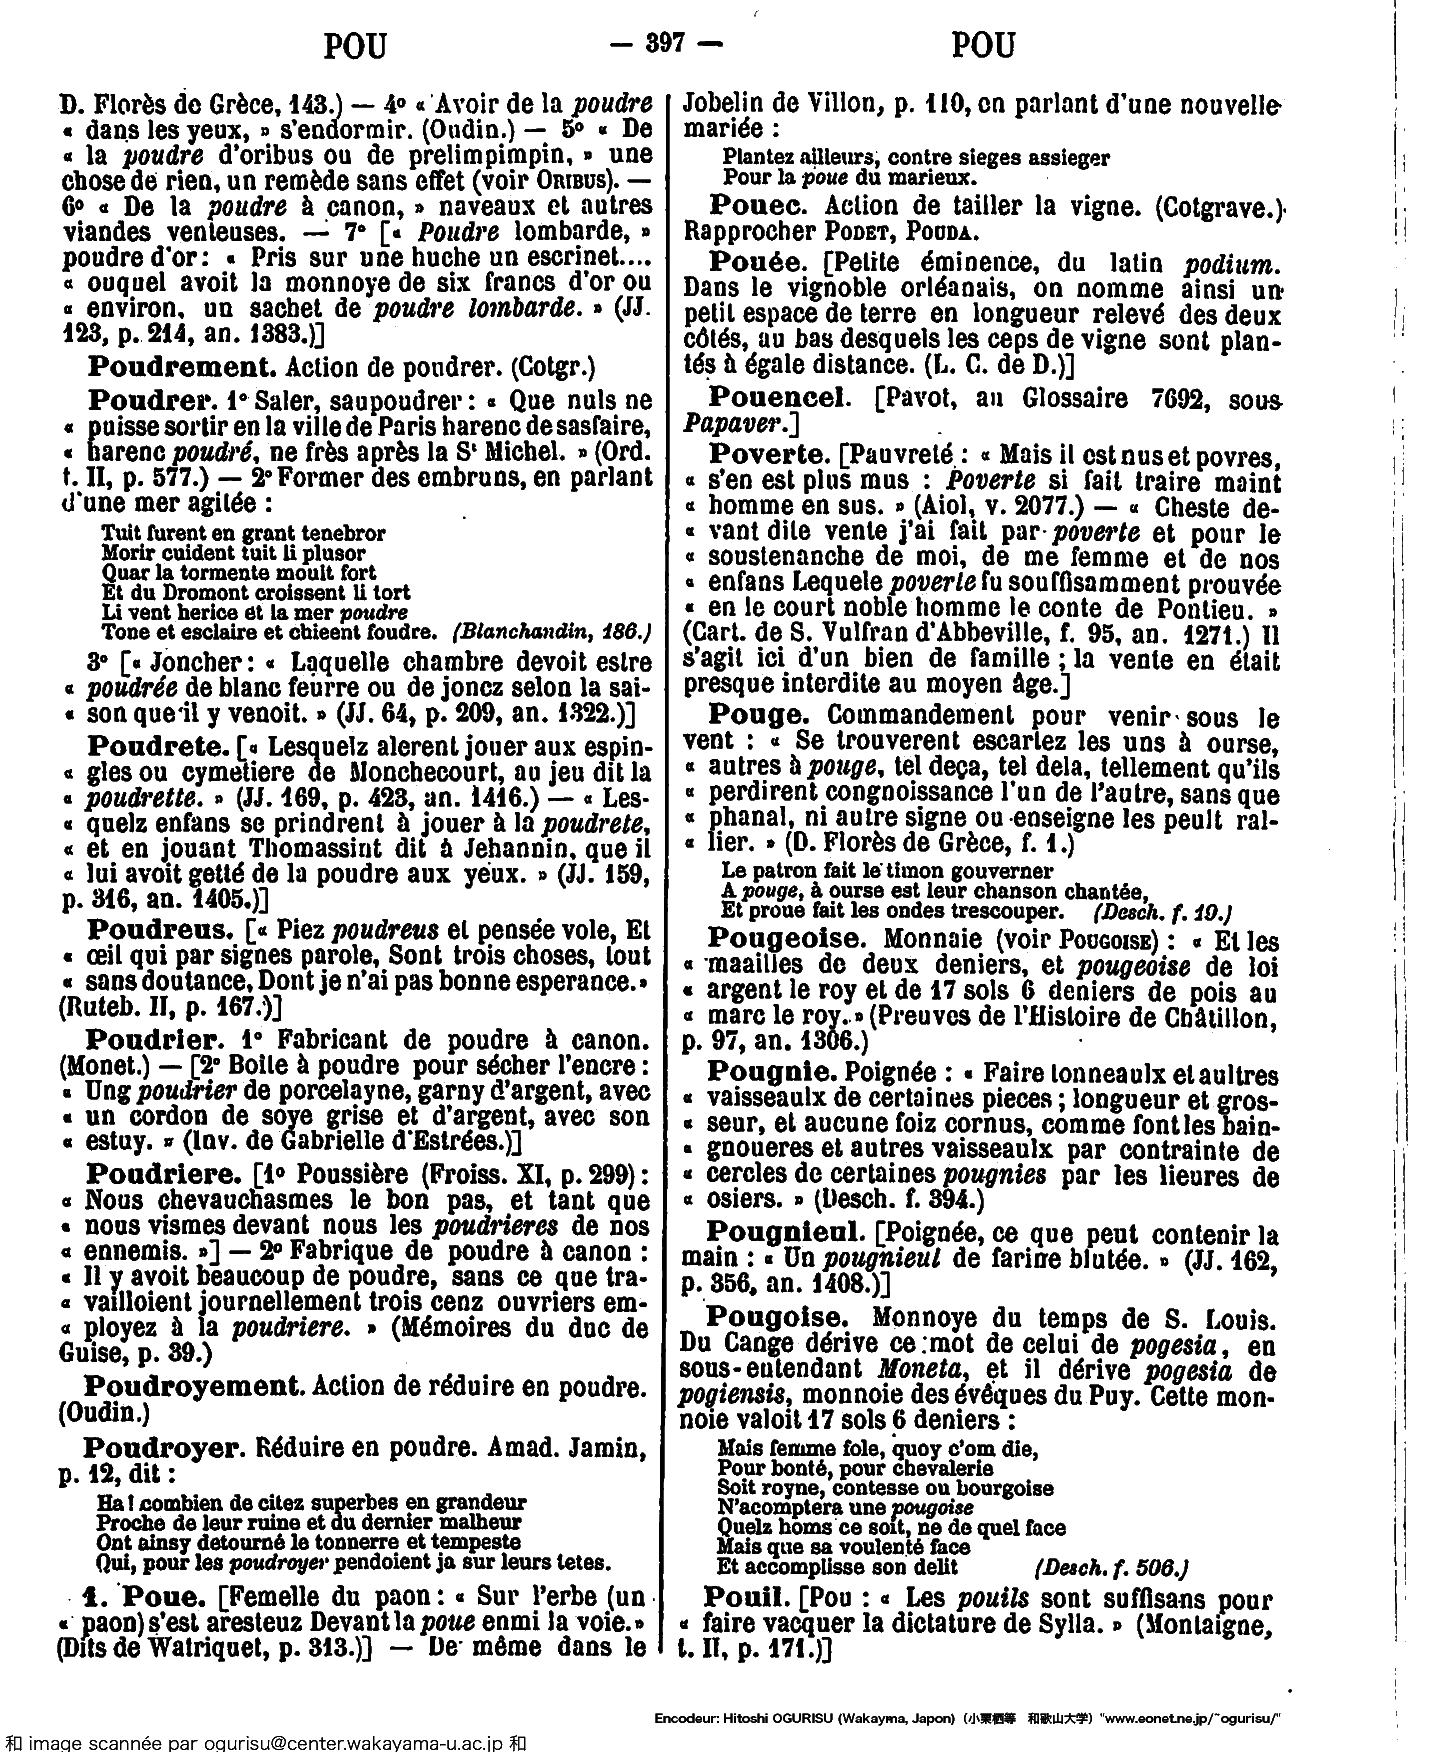 POU — 397 — POU
D. Florès de Grèce, 143.) — 4º « Avoir de la poudre
« dans les yeux, » s'endormir. (Oudin.) — 5º « De
« la poudre d'oribus ou de prelimpimpin, » une
chose de rien, un remède sans effet (voir ORIBUS). —
6º « De la poudre à canon, » naveaux et autres
viandes venteuses. — 7º [« Poudre lombarde, »
poudre d'or : « Pris sur une huche un escrinet....
« ouquel avoit la monnoye de six francs d'or ou
« environ, un sachet de poudre lombarde. » (JJ.
123, p. 214, an. 1383.)]
Poudrement. Action de poudrer. (Cotgr.)
Poudrer. 1º Saler, saupoudrer : « Que nuls ne
« puisse sortir en la ville de Paris harenc de sasfaire,
« harenc poudré, ne frès après la St Michel. » (Ord.
t. II, p. 577.) — 2º Former des embruns, en parlant
d'une mer agitée :
Tuit furent en grant tenebror
Morir cuident tuit li plusor
Quar la tormente moult fort
Et du Dromont croissent li tort
Li vent herice et la mer poudre
Tone et esclaire et chieent foudre. (Blanchandin, 186.)
3º [« Joncher : « Laquelle chambre devoit estre
« poudrée de blanc feurre ou de joncz selon la sai-
« son que il y venoit. » (JJ. 64, p. 209, an. 1322.)]
Poudrete. [« Lesquelz alerent jouer aux espin-
« gles ou cymetiere de Monchecourt, au jeu dit la
« poudrette. » (JJ. 169, p. 423, an. 1416.) — « Les-
« quelz enfans se prindrent à jouer à la poudrete,
« et en jouant Thomassint dit à Jehannin, que il
« lui avoit getté de la poudre aux yeux. » (JJ. 159,
p. 316, an. 1405.)]
Poudreus. [« Piez poudreus et pensée vole, Et
« œil qui par signes parole, Sont trois choses, tout
« sans doutance, Dont je n'ai pas bonne esperance. »
(Ruteb. II, p. 167.)]
Poudrier. 1º Fabricant de poudre à canon.
(Monet.) — [2º Boite à poudre pour sécher l'encre :
« Ung poudrier de porcelayne, garny d'argent, avec
« un cordon de soye grise et d'argent, avec son
« estuy. » (Inv. de Gabrielle d'Estrées.)]
Poudriere. [1º Poussière (Froiss. XI, p. 299) :
« Nous chevauchasmes le bon pas, et tant que
« nous vismes devant nous les poudrieres de nos
« ennemis. »] — 2º Fabrique de poudre à canon :
« Il y avoit beaucoup de poudre, sans ce que tra-
« vailloient journellement trois cenz ouvriers em-
« ployez à la poudriere. » (Mémoires du duc de
Guise, p. 39.)
Poudroyement. Action de réduire en poudre.
(Oudin.)
Poudroyer. Réduire en poudre. Amad. Jamin,
p. 12, dit :
Ha ! combien de citez superbes en grandeur
Proche de leur ruine et du dernier malheur
Ont ainsy detourné le tonnerre et tempeste
Qui, pour les poudroyer pendoient ja sur leurs tetes.
1. Poue. [Femelle du paon : « Sur l'erbe (un
« paon) s'est aresteuz Devant la poue enmi la voie. »
(Dits de Watriquet, p. 313.)] — De même dans le
Jobelin de Villon, p. 110, en parlant d'une nouvelle
mariée :
Plantez ailleurs, contre sieges assieger
Pour la poue du marieux.
Pouec. Action de tailler la vigne. (Cotgrave.)
Rapprocher PODET, POUDA.
Pouée. [Petite éminence, du latin podium.
Dans le vignoble orléanais, on nomme ainsi un
petit espace de terre en longueur relevé des deux
côtés, au bas desquels les ceps de vigne sont plan-
tés à égale distance. (L. C. de D.)]
Pouencel. [Pavot, au Glossaire 7692, sous
Papaver.]
Poverte. [Pauvreté : « Mais il est nus et povres,
« s'en est plus mus : Poverte si fait traire maint
« homme en sus. » (Aiol, v. 2077.) — « Cheste de-
« vant dite vente j'ai fait par poverte et pour le
« soustenanche de moi, de me femme et de nos
« enfans Lequele poverte fu souffisamment prouvée
« en le court noble homme le conte de Pontieu. »
(Cart. de S. Vulfran d'Abbeville, f. 95, an. 1271.) Il
s'agit ici d'un bien de famille ; la vente en était
presque interdite au moyen âge.]
Pouge. Commandement pour venir sous le
vent : « Se trouverent escartez les uns à ourse,
« autres à pouge, tel deça, tel dela, tellement qu'ils
« perdirent congnoissance l'un de l'autre, sans que
« phanal, ni autre signe ou enseigne les peult ral-
« lier. » (D. Florès de Grèce, f. 1.)
Le patron fait le timon gouverner
A pouge, à ourse est leur chanson chantée,
Et proue fait les ondes trescouper. (Desch. f. 19.)
Pougeoise. Monnaie (voir POUGOISE) : « Et les
« maailles de deux deniers, et pougeoise de loi
« argent le roy et de 17 sols 6 deniers de pois au
« marc le roy. » (Preuves de l'Histoire de Châtillon,
p. 97, an. 1306.)
Pougnie. Poignée : « Faire tonneaulx et aultres
« vaisseaulx de certaines pieces ; longueur et gros-
« seur, et aucune foiz cornus, comme font les bain-
« gnoueres et autres vaisseaulx par contrainte de
« cercles de certaines pougnies par les lieures de
« osiers. » (Desch. f. 394.)
Pougnieul. [Poignée, ce que peut contenir la
main : « Un pougnieul de farine blutée. » (JJ. 162,
p. 356, an. 1408.)]
Pougoise. Monnoye du temps de S. Louis.
Du Cange dérive ce mot de celui de pogesia, en
sous-entendant Moneta, et il dérive pogesia de
pogiensis, monnoie des évêques du Puy. Cette mon-
noie valoit 17 sols 6 deniers :
Mais femme fole, quoy c'om die,
Pour bonté, pour chevalerie
Soit royne, contesse ou bourgoise
N'acomptera une pougoise
Quelz homs ce soit, ne de quel face
Mais que sa voulenté face
Et accomplisse son delit (Desch. f. 506.)
Pouil. [Pou : « Les pouils sont suffisans pour
« faire vacquer la dictature de Sylla. » (Montaigne,
t. II, p. 171.)]
Encodeur: Hitoshi OGURISU (Wakayma, Japon) (小栗栖等 和歌山大学) "www.eonet.ne.jp/~ogurisu/"
和 image scannée par ogurisu@center.wakayama-u.ac.jp 和